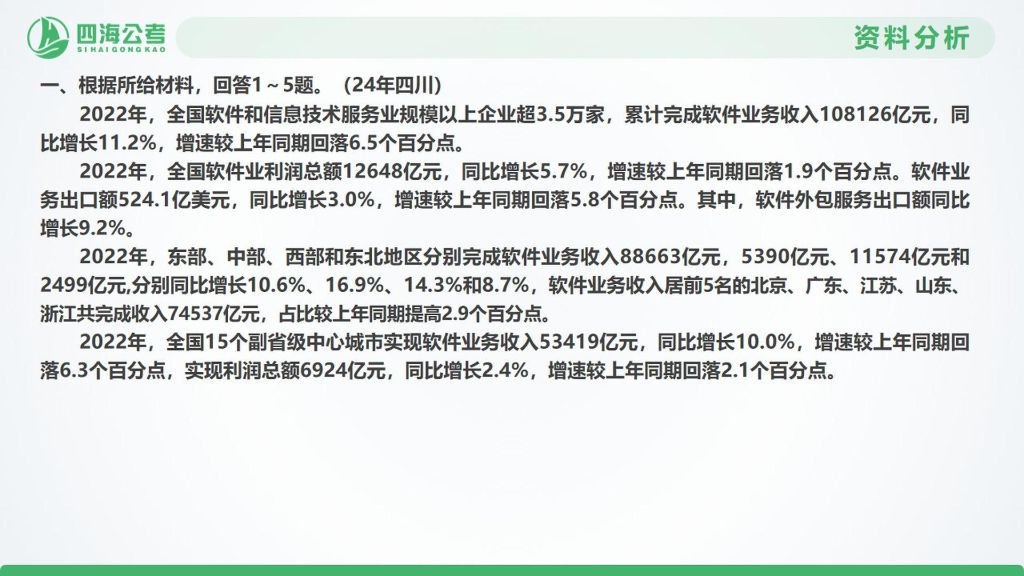 四海公考
SIHAIGONGKAO
资料分析
一、根据所给材料，回答1～5题。（24年四川）
2022年，全国软件和信息技术服务业规模以上企业超3.5万家，累计完成软件业务收入108126亿元，同
比增长11.2%，增速较上年同期回落6.5个百分点。
2022年，全国软件业利润总额12648亿元，同比增长5.7%，增速较上年同期回落1.9个百分点。软件业
务出口额524.1亿美元，同比增长3.0%，增速较上年同期回落5.8个百分点。其中，软件外包服务出口额同比
增长9.2%。
2022年，东部、中部、西部和东北地区分别完成软件业务收入88663亿元，5390亿元、11574亿元和
2499亿元,分别同比增长10.6%、16.9%、14.3%和8.7%，软件业务收入居前5名的北京、广东、江苏、山东、
浙江共完成收入74537亿元，占比较上年同期提高2.9个百分点。
2022年，全国15个副省级中心城市实现软件业务收入53419亿元，同比增长10.0%，增速较上年同期回
落6.3个百分点，实现利润总额6924亿元，同比增长2.4%，增速较上年同期回落2.1个百分点。